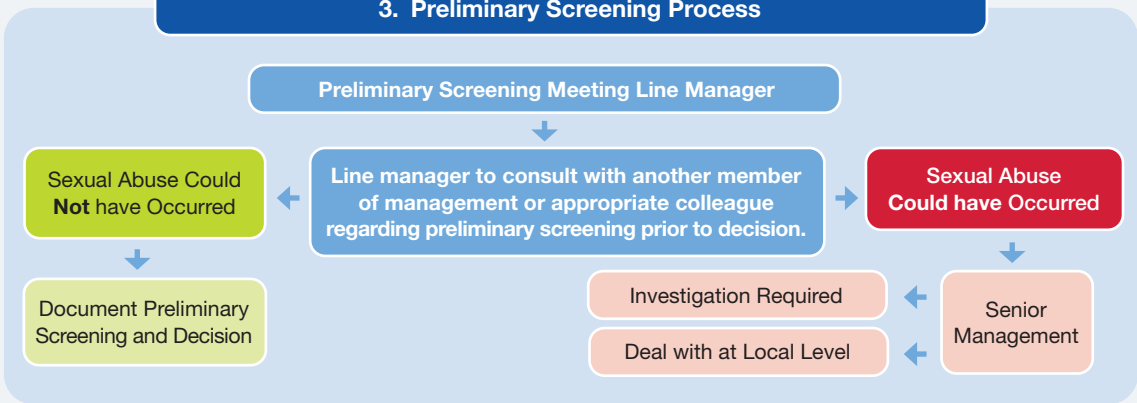 3. Preliminary Screening Process
Preliminary Screening Meeting Line Manager
Sexual Abuse Could
Not have Occurred
Line manager to consult with another member
of management or appropriate colleague
regarding preliminary screening prior to decision.
Sexual Abuse
Could have Occurred
Document Preliminary
Screening and Decision
Investigation Required
Deal with at Local Level
Senior
Management